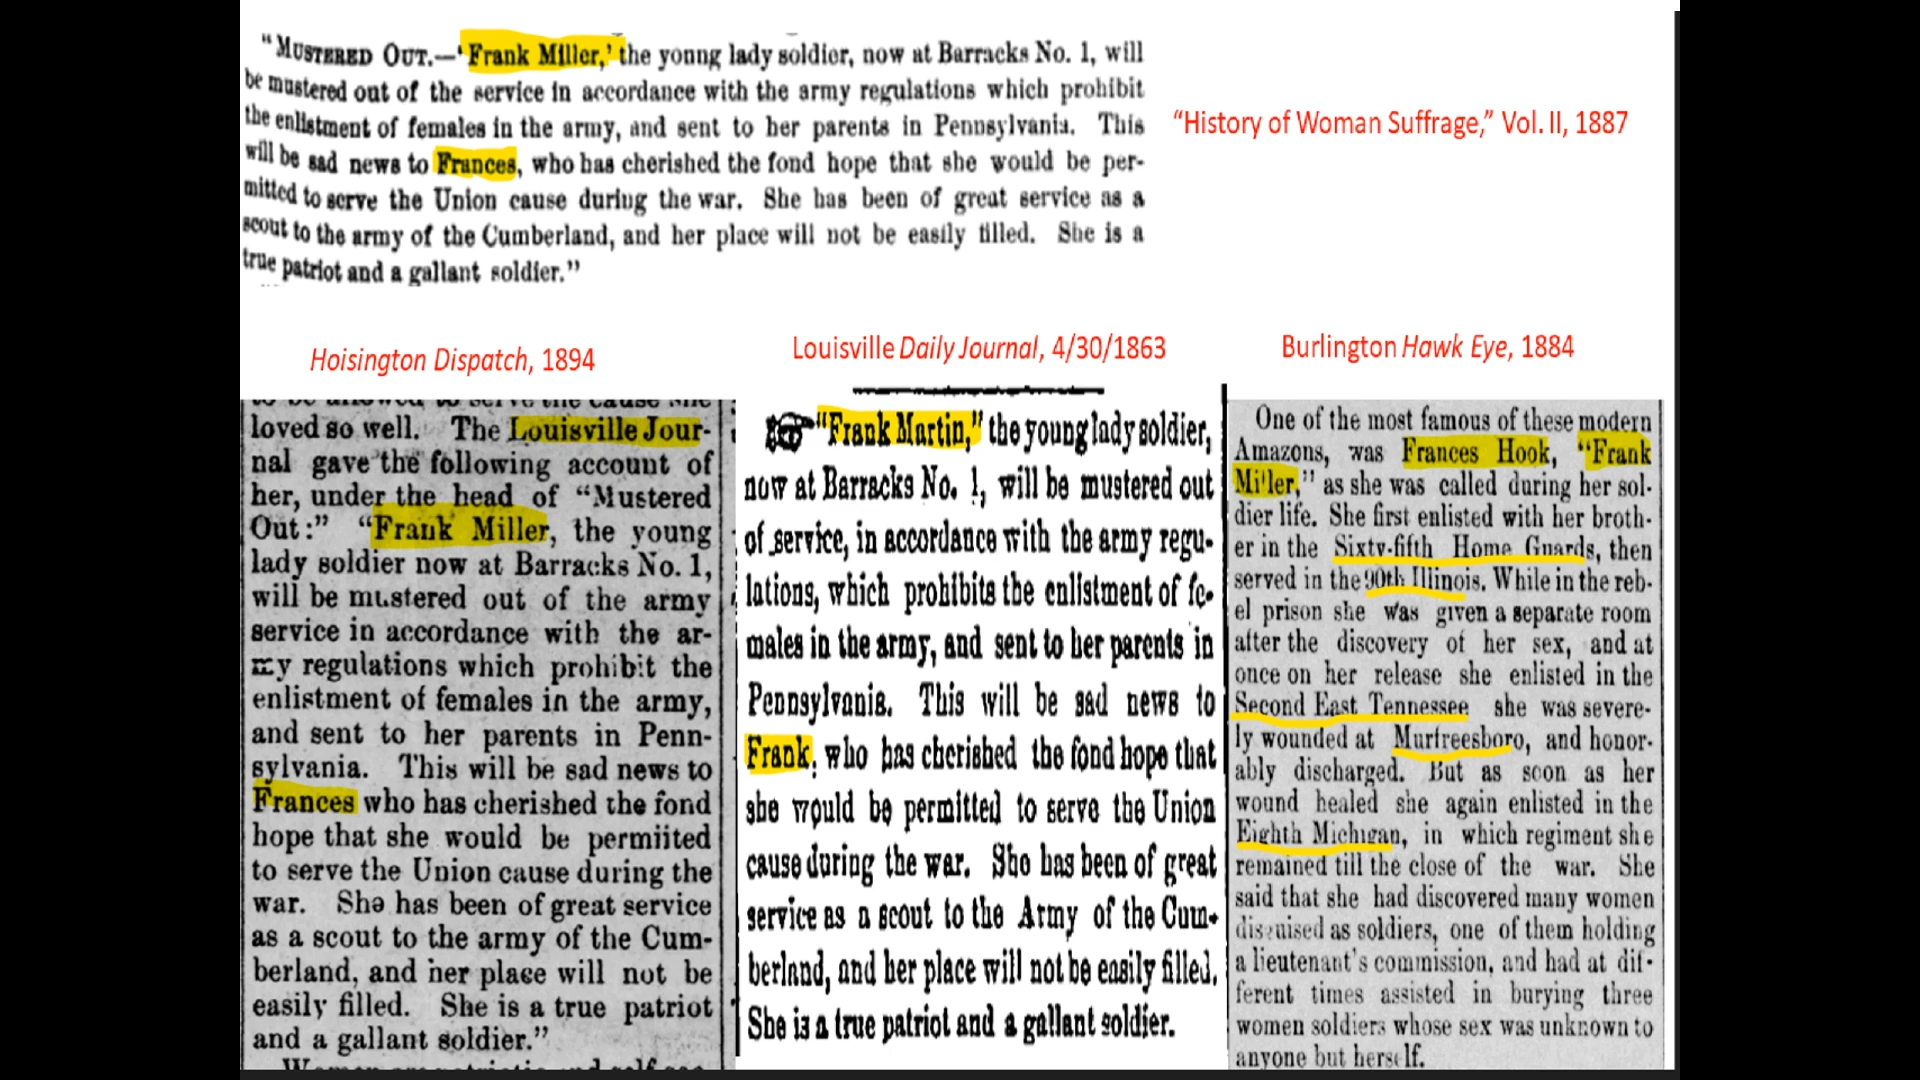 "MUSTERED OUT.—'Frank Miller,' the young lady soldier, now at Barracks No. 1, will
be mustered out of the service in accordance with the army regulations which prohibit
the enlistment of females in the army, and sent to her parents in Pennsylvania. This
will be sad news to Frances, who has cherished the fond hope that she would be per-
mitted to serve the Union cause during the war. She has been of great service as a
scout to the army of the Cumberland, and her place will not be easily filled. She is a
true patriot and a gallant soldier."
"History of Woman Suffrage," Vol. II, 1887
Hoisington Dispatch, 1894
loved so well. The Louisville Jour-
nal gave the following account of
her, under the head of "Mustered
Out:" "Frank Miller, the young
lady soldier now at Barracks No. 1,
will be mustered out of the army
service in accordance with the ar-
my regulations which prohibit the
enlistment of females in the army,
and sent to her parents in Penn-
sylvania. This will be sad news to
Frances who has cherished the fond
hope that she would be permiited
to serve the Union cause during the
war. She has been of great service
as a scout to the army of the Cum-
berland, and her place will not be
easily filled. She is a true patriot
and a gallant soldier."
Louisville Daily Journal, 4/30/1863
"Frank Martin," the young lady soldier,
now at Barracks No. 1, will be mustered out
of service, in accordance with the army regu-
lations, which prohibits the enlistment of fe-
males in the army, and sent to her parents in
Pennsylvania. This will be sad news to
Frank, who has cherished the fond hope that
she would be permitted to serve the Union
cause during the war. She has been of great
service as a scout to the Army of the Cum-
berland, and her place will not be easily filled.
She is a true patriot and a gallant soldier.
Burlington Hawk Eye, 1884
One of the most famous of these modern
Amazons, was Frances Hook, "Frank
Miller," as she was called during her sol-
dier life. She first enlisted with her broth-
er in the Sixty-fifth Home Guards, then
served in the 90th Illinois. While in the reb-
el prison she was given a separate room
after the discovery of her sex, and at
once on her release she enlisted in the
Second East Tennessee she was severe-
ly wounded at Murfreesboro, and honor-
ably discharged. But as soon as her
wound healed she again enlisted in the
Eighth Michigan, in which regiment she
remained till the close of the war. She
said that she had discovered many women
disguised as soldiers, one of them holding
a lieutenant's commission, and had at dif-
ferent times assisted in burying three
women soldiers whose sex was unknown to
anyone but herself.